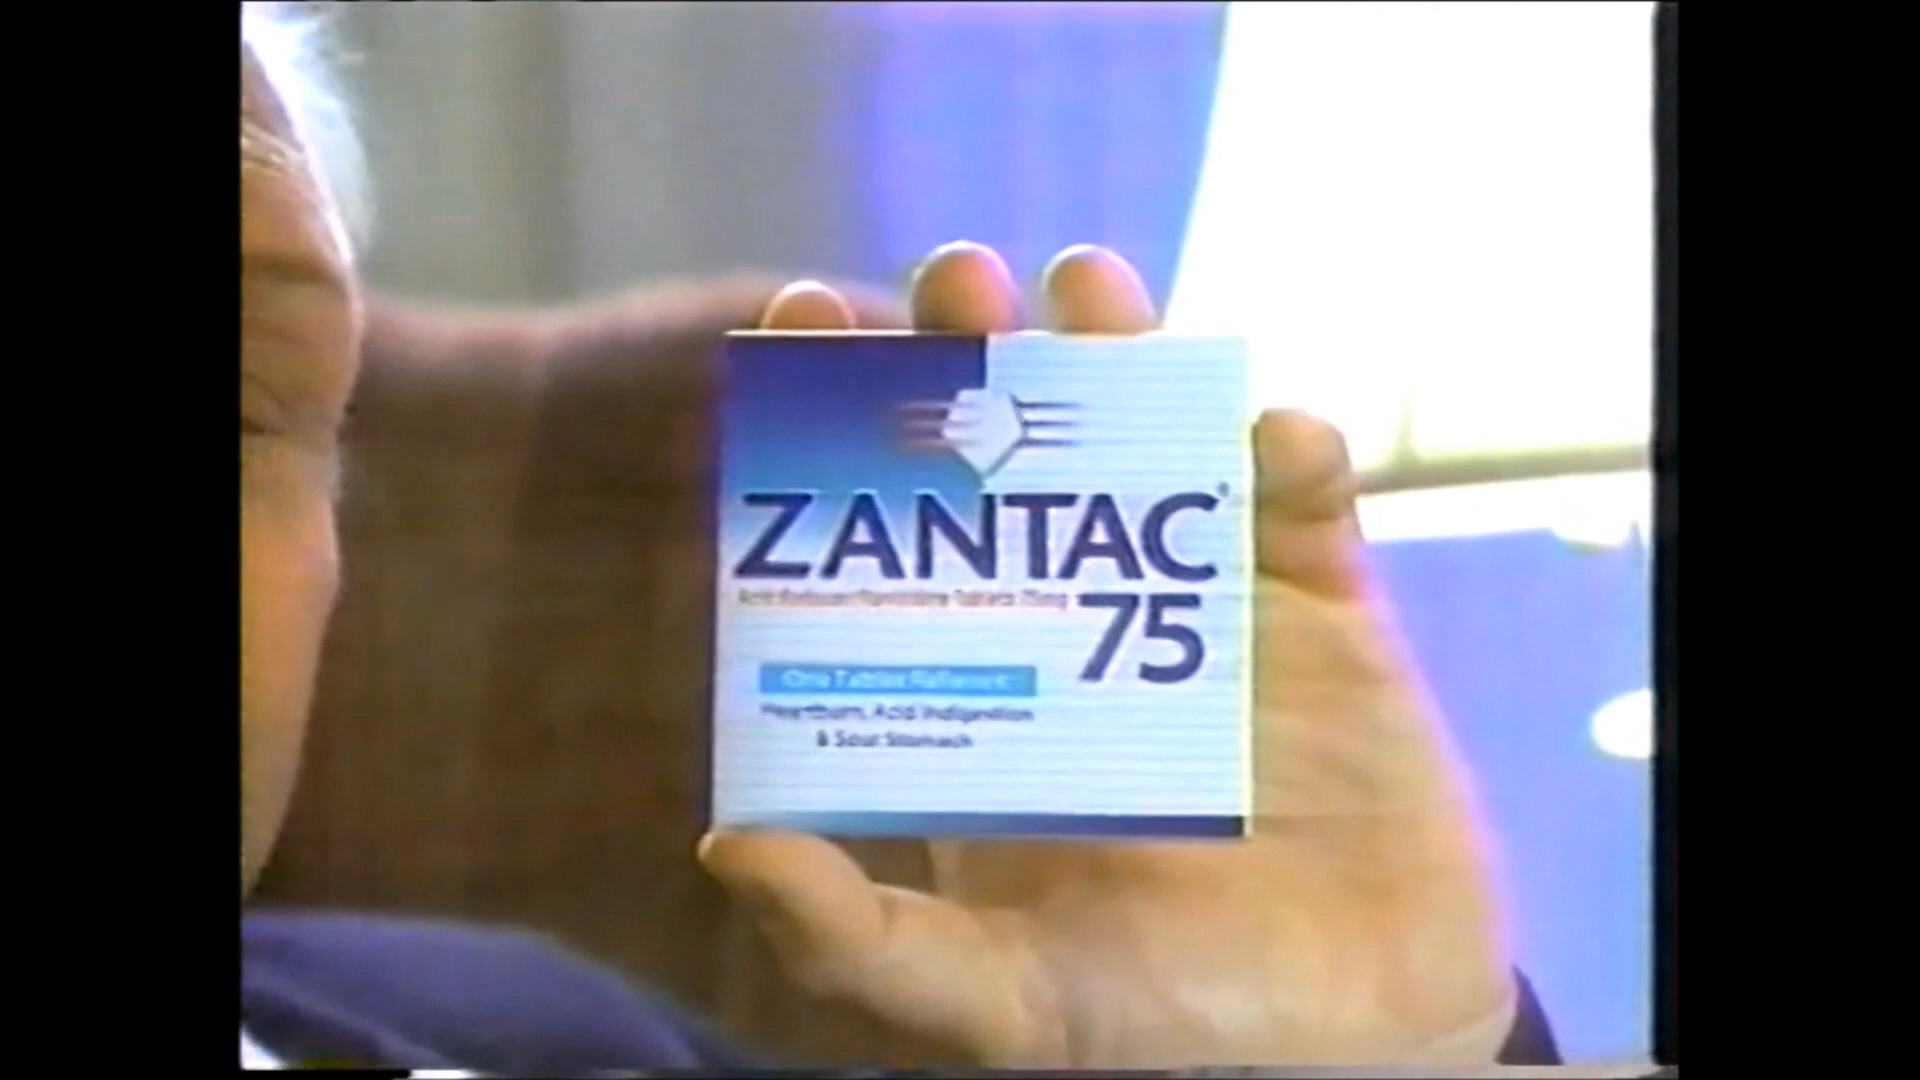 ZANTAC®
Acid Reducer/Ranitidine Tablets 75mg
75
One Tablet Relieves:
Heartburn, Acid Indigestion
& Sour Stomach